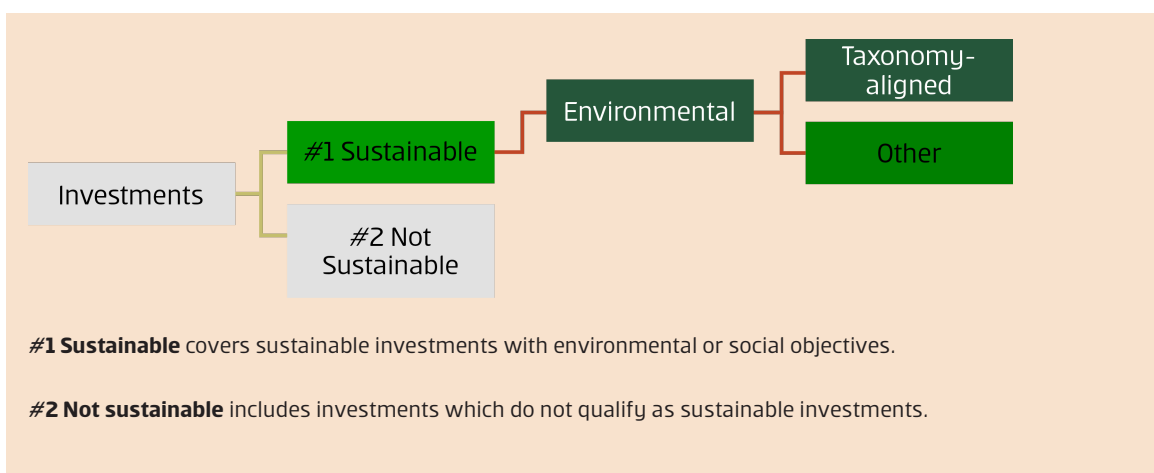 Taxonomy-
aligned
Environmental
#1 Sustainable
Other
Investments
#2 Not
Sustainable
#1 Sustainable covers sustainable investments with environmental or social objectives.
#2 Not sustainable includes investments which do not qualify as sustainable investments.